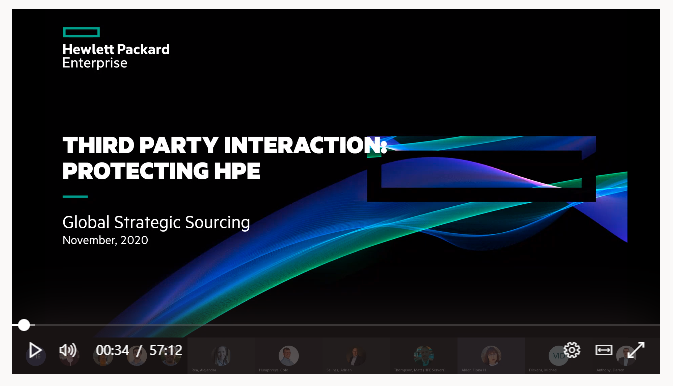 Hewlett Packard
Enterprise
THIRD PARTY INTERACTION:
PROTECTING HPE
Global Strategic Sourcing
November, 2020
00:34 / 57:12